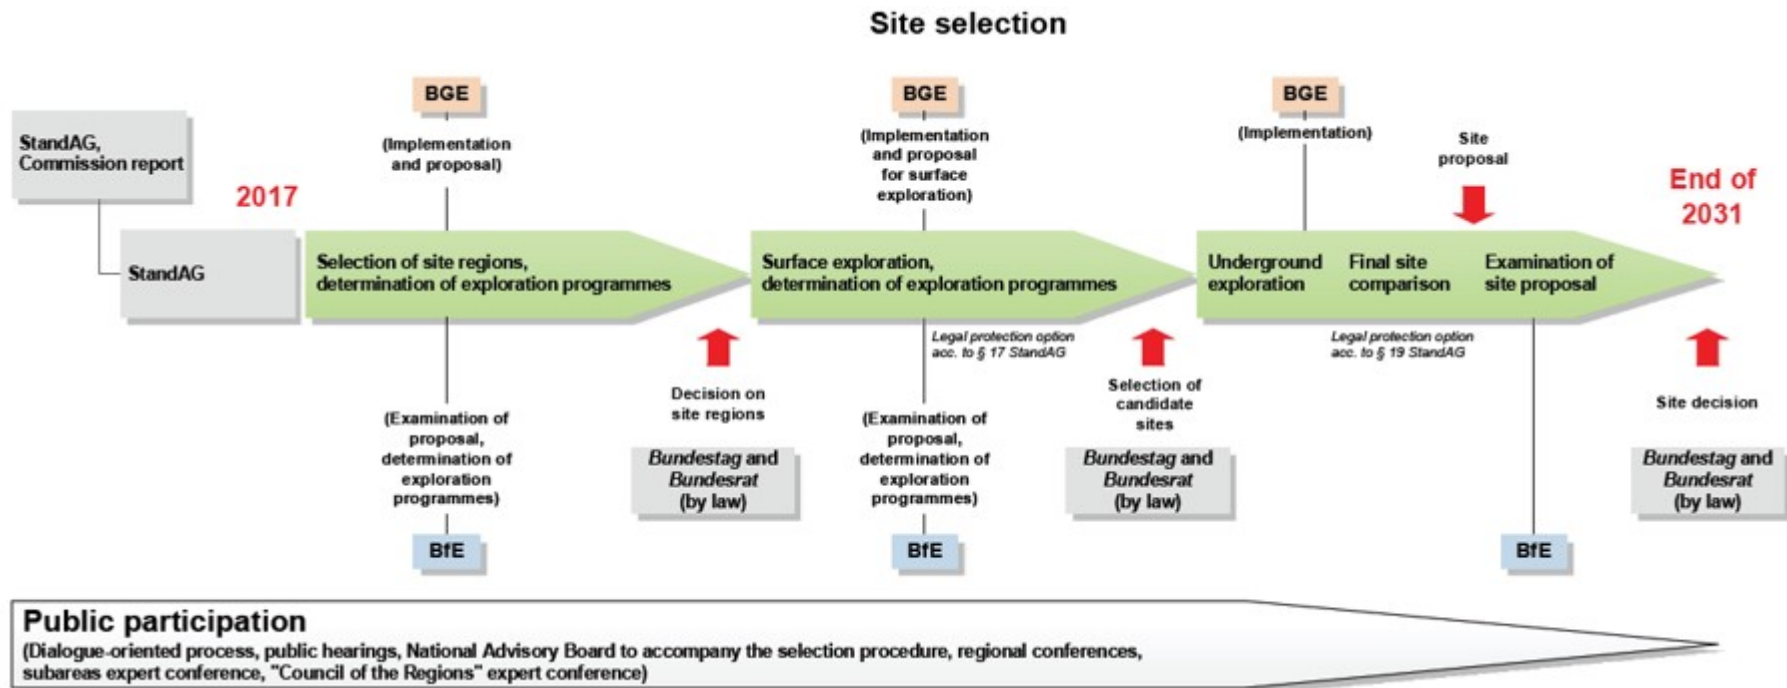 Site selection
StandAG,
Commission report
2017
StandAG
BGE
(Implementation
and proposal)
Selection of site regions,
determination of exploration programmes
(Examination of
proposal,
determination of
exploration
programmes)
BfE
Decision on
site regions
Bundestag and
Bundesrat
(by law)
BGE
(Implementation
and proposal
for surface
exploration)
Surface exploration,
determination of exploration programmes
Legal protection option
acc. to § 17 StandAG
(Examination of
proposal,
determination of
exploration
programmes)
BfE
Selection of
candidate
sites
Bundestag and
Bundesrat
(by law)
BGE
(Implementation)
Site
proposal
End of
2031
Underground
exploration
Final site
comparison
Examination of
site proposal
Legal protection option
acc. to § 19 StandAG
BfE
Site decision
Bundestag and
Bundesrat
(by law)
Public participation
(Dialogue-oriented process, public hearings, National Advisory Board to accompany the selection procedure, regional conferences,
subareas expert conference, "Council of the Regions" expert conference)